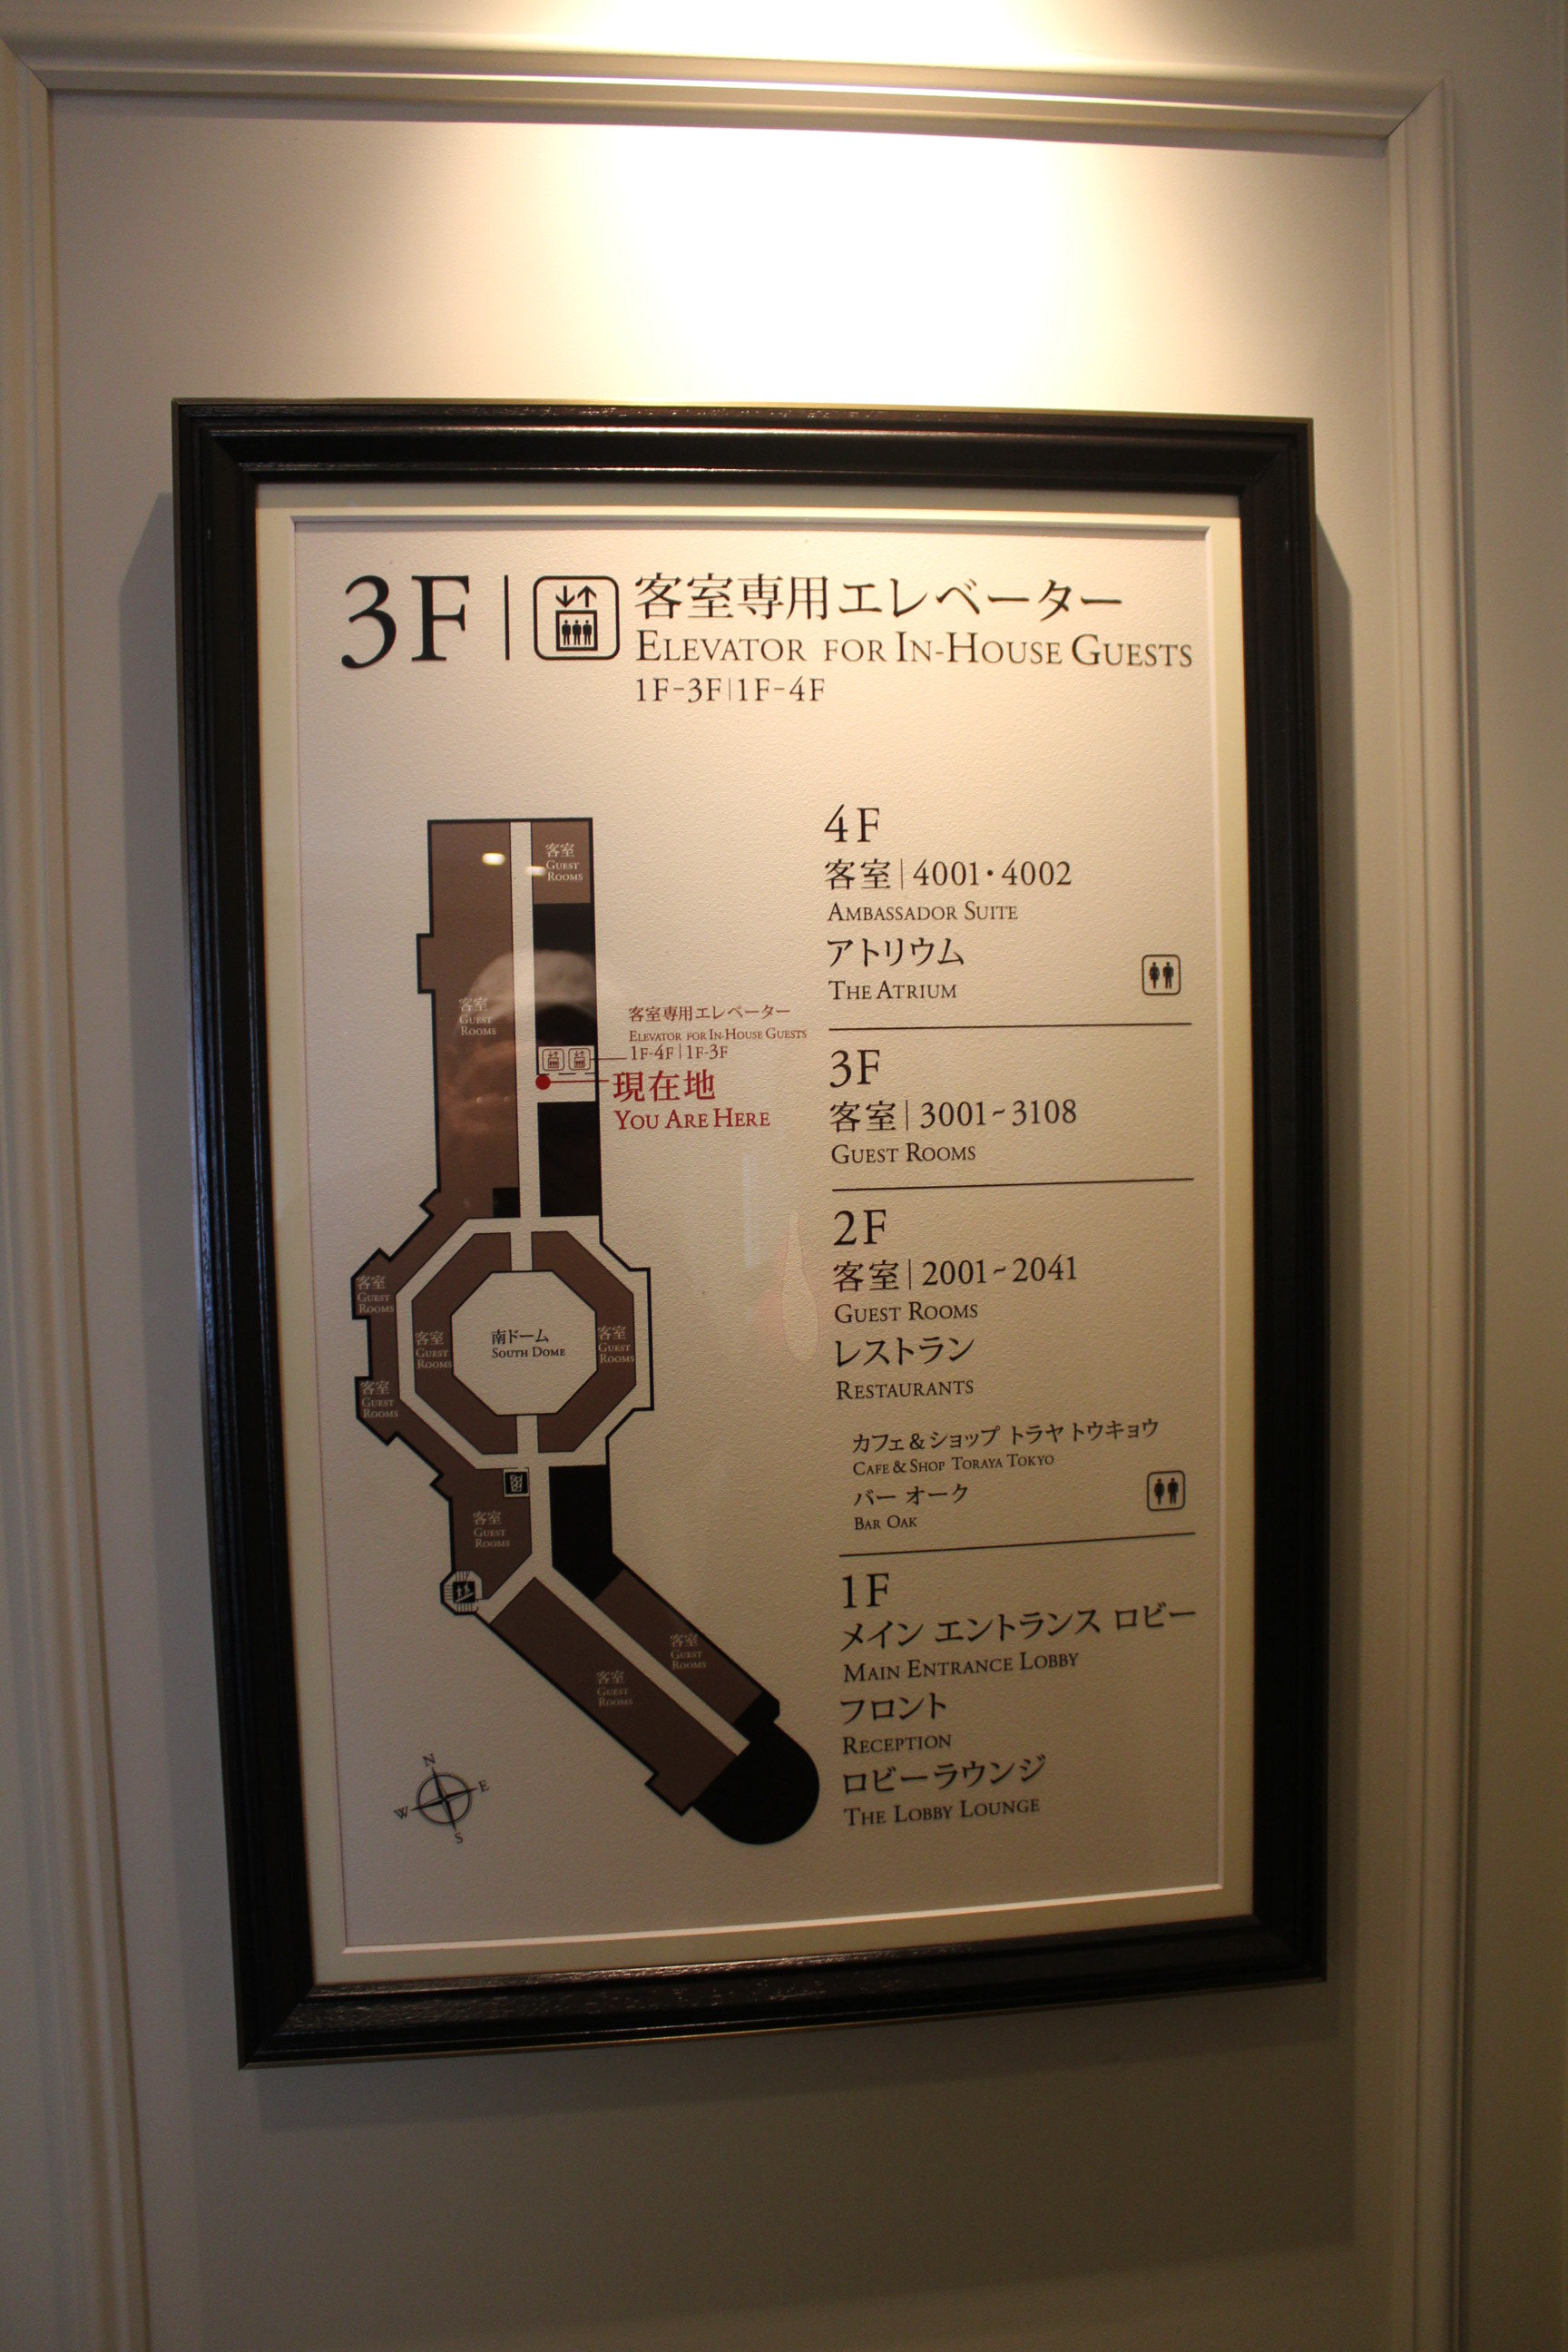 3F
客室専用エレベーター
ELEVATOR FOR IN-HOUSE GUESTS
1F-3F|1F-4F
客室
GUEST
ROOMS
客室
GUEST
ROOMS
客室専用エレベーター
ELEVATOR FOR IN-HOUSE GUESTS
1F-4F|1F-3F
現在地
YOU ARE HERE
客室
GUEST
ROOMS
客室
GUEST
ROOMS
南ドーム
SOUTH DOME
客室
GUEST
ROOMS
客室
GUEST
ROOMS
客室
GUEST
ROOMS
客室
GUEST
ROOMS
客室
GUEST
ROOMS
N
E
W
S
4F
客室|4001・4002
AMBASSADOR SUITE
アトリウム
THE ATRIUM
3F
客室|3001~3108
GUEST ROOMS
2F
客室|2001~2041
GUEST ROOMS
レストラン
RESTAURANTS
カフェ&ショップ トラヤ トウキョウ
CAFE & SHOP TORAYA TOKYO
バー オーク
BAR OAK
1F
メイン エントランス ロビー
MAIN ENTRANCE LOBBY
フロント
RECEPTION
ロビーラウンジ
THE LOBBY LOUNGE